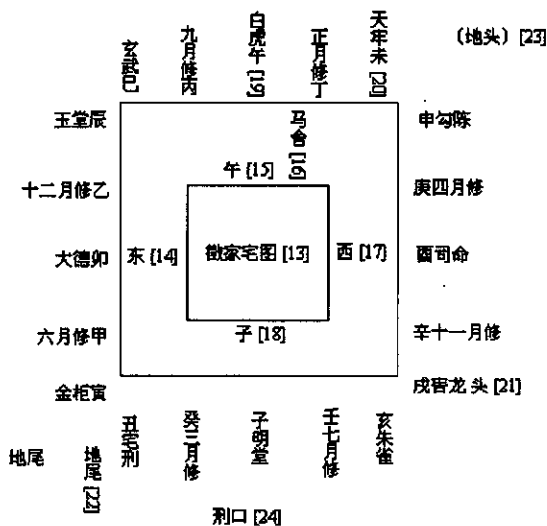 玄武巳
九月修丙
白虎午 [19]
正月修丁
天牢未 [20]
（地头）[23]
玉堂辰
马舍 [16]
申勾陈
午 [15]
十二月修乙
庚四月修
大德卯
东 [14]
徵家宅图 [13]
西 [17]
酉司命
六月修甲
子 [18]
辛十一月修
金柜寅
戌害龙 头 [21]
地尾
地尾 [22]
丑宅刑
癸三月修
子明堂
壬七月修
亥朱雀
刑口 [24]